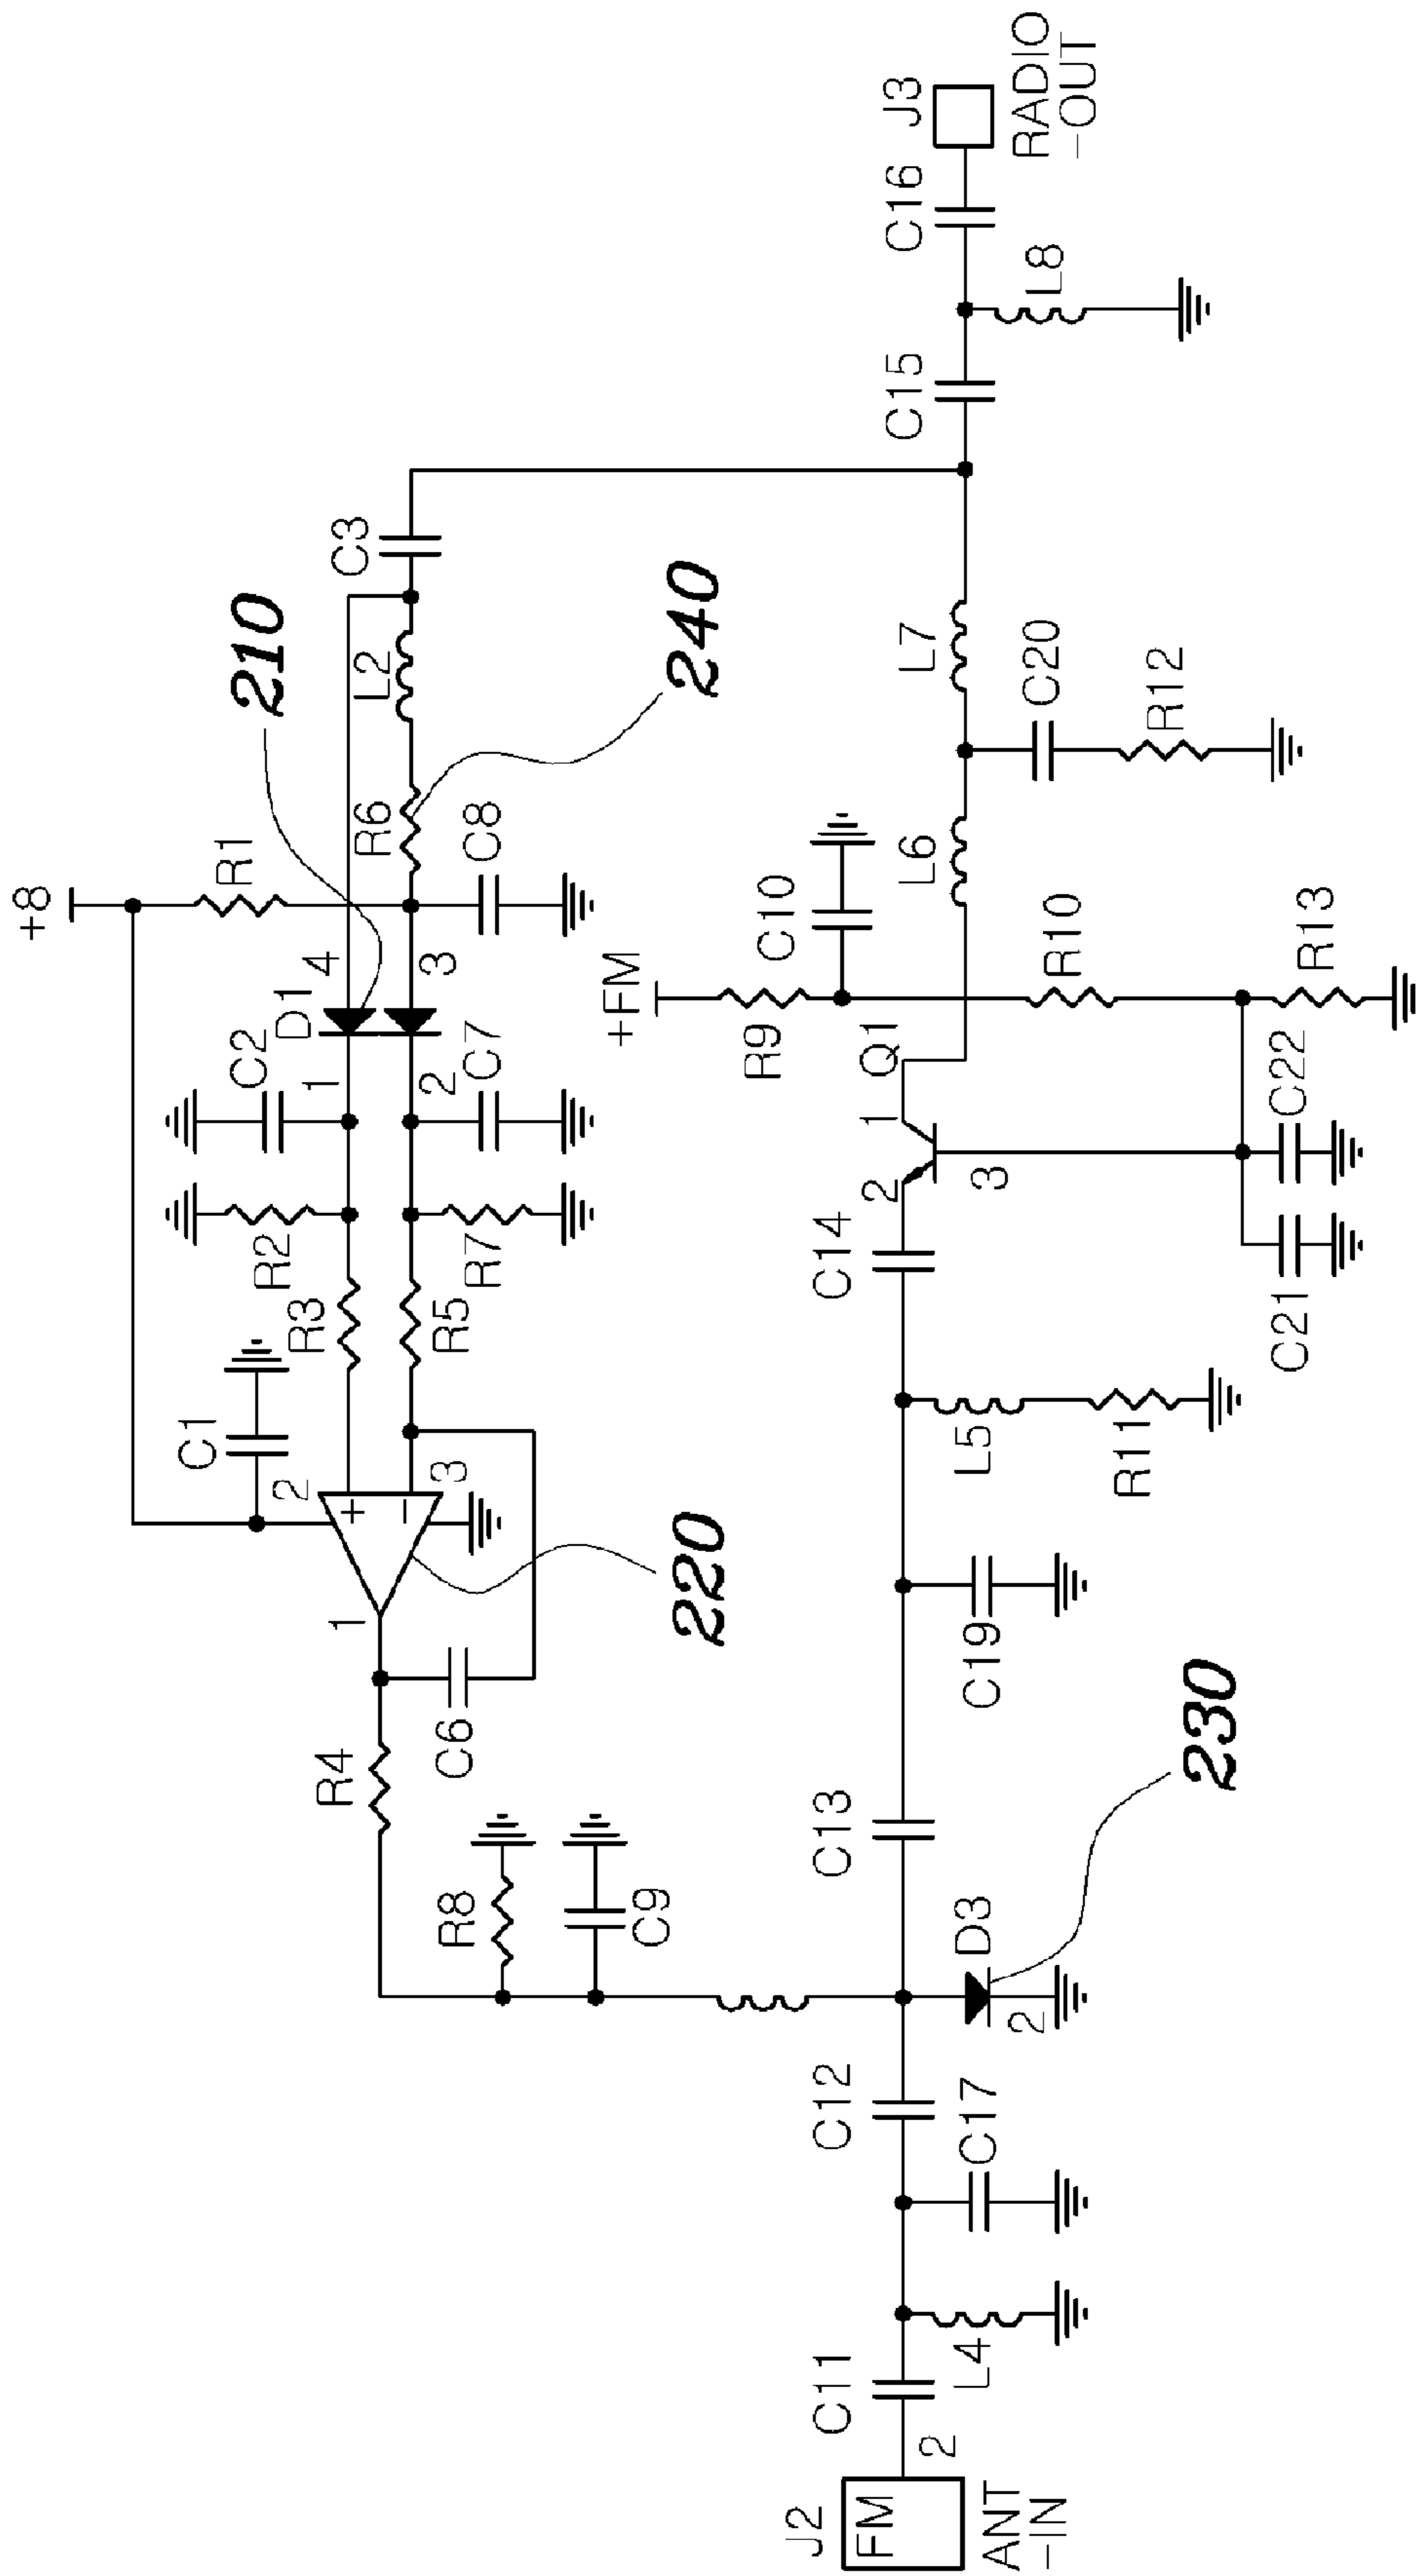 +8
R1
C1
R2
C2
D1
1
4
210
C3
L2
R6
240
2
3
C7
C8
R3
R5
R7
2
+
−
3
1
220
R4
C6
R8
C9
+FM
R9
C10
Q1
1
2
3
L6
L7
C20
R12
R10
R13
C22
C21
C14
L5
R11
C19
C13
D3
2
230
C12
C17
C11
L4
2
J2
FM
ANT
-IN
C15
L8
C16
J3
RADIO
-OUT